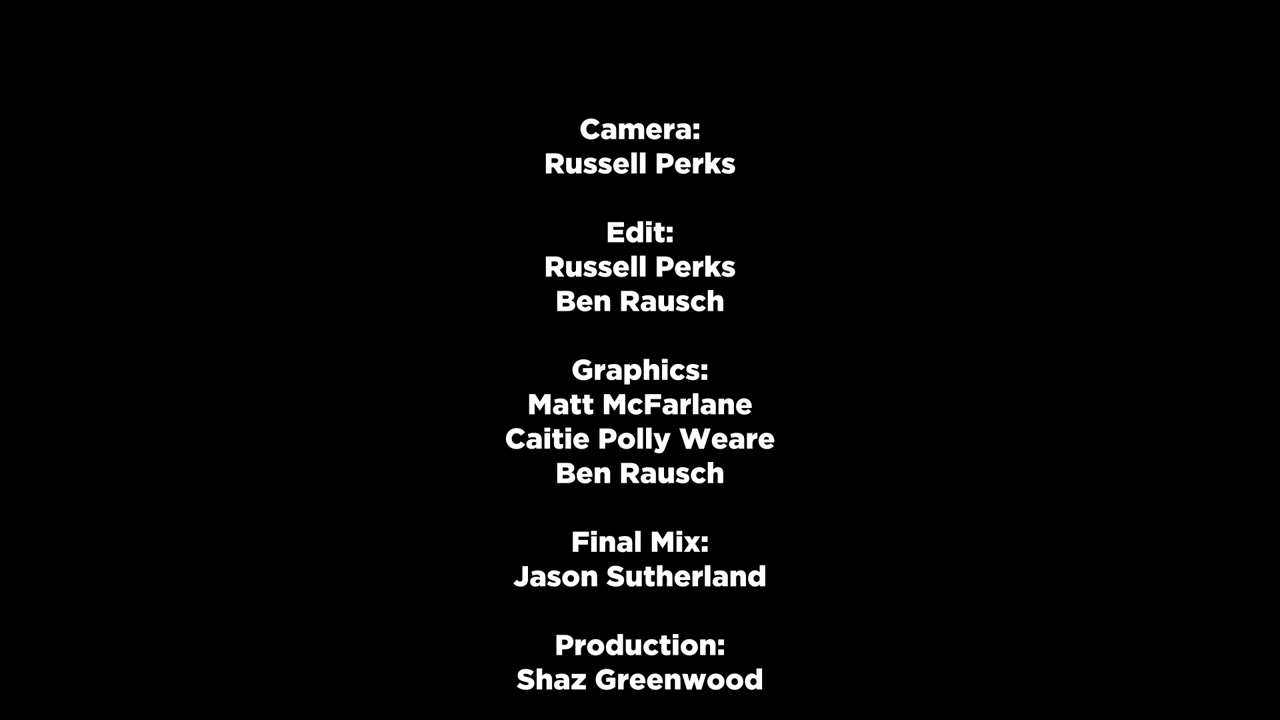 Camera:
Russell Perks
Edit:
Russell Perks
Ben Rausch
Graphics:
Matt McFarlane
Caitie Polly Weare
Ben Rausch
Final Mix:
Jason Sutherland
Production:
Shaz Greenwood